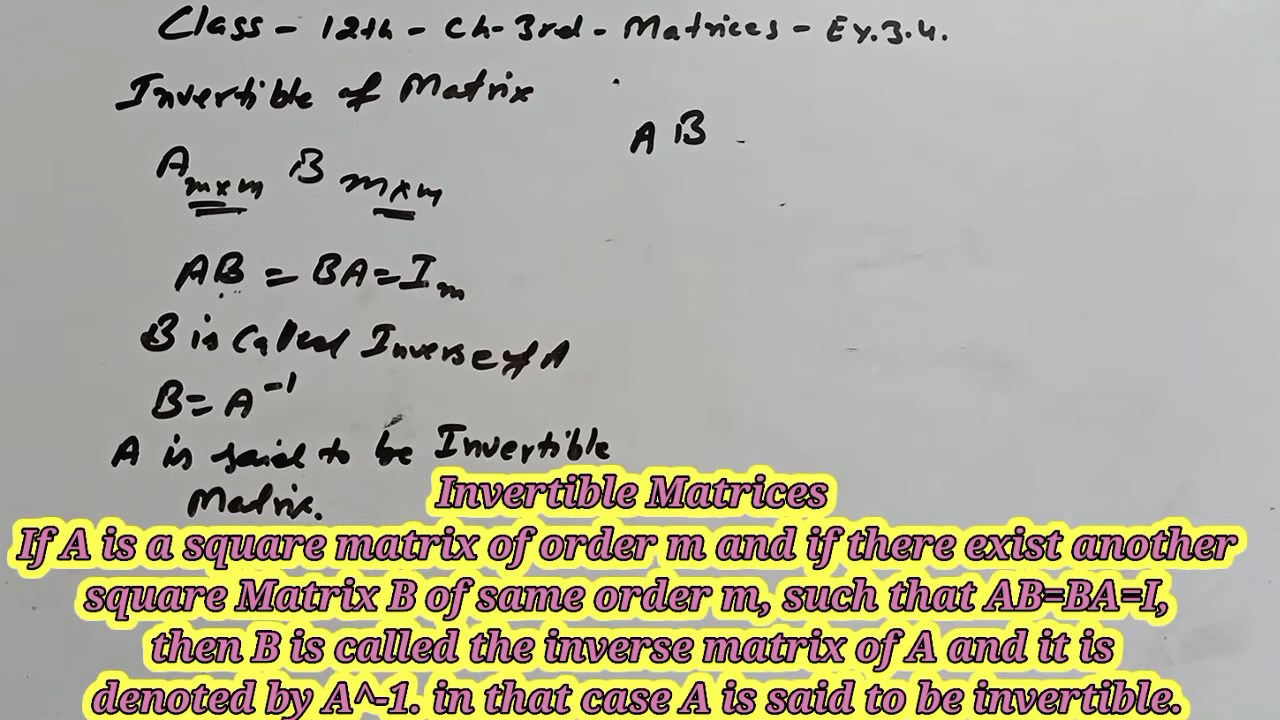 Class - 12th - Ch-3rd - Matrices - Ex.3.4.
Invertible of Matrix
A B -
A m×m B m×m
AB = BA = Im
B is Called Inverse of A
B = A⁻¹
A is said to be Invertible
Matrix.
Invertible Matrices
If A is a square matrix of order m and if there exist another
square Matrix B of same order m, such that AB=BA=I,
then B is called the inverse matrix of A and it is
denoted by A^-1. in that case A is said to be invertible.